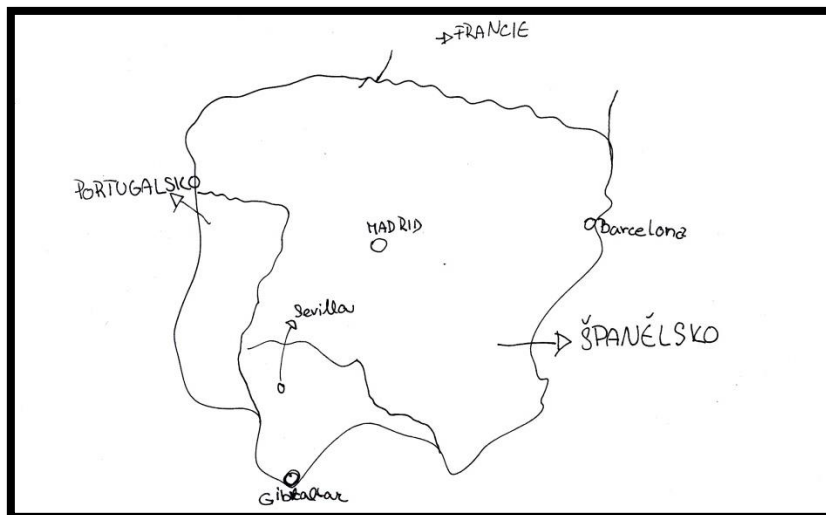 FRANCIE
PORTUGALSKO
MADRID
Barcelona
Sevilla
ŠPANĚLSKO
Gibraltar